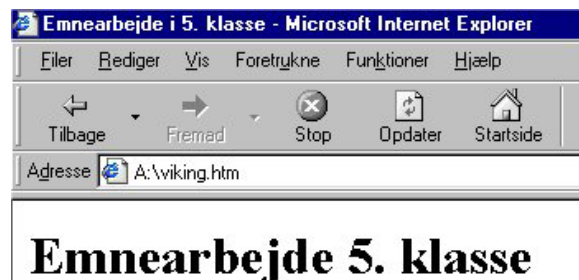 Emnearbejde i 5. klasse - Microsoft Internet Explorer
Filer Rediger Vis Foretrukne Funktioner Hjælp
Tilbage Fremad Stop Opdater Startside
Adresse A:\viking.htm
Emnearbejde 5. klasse